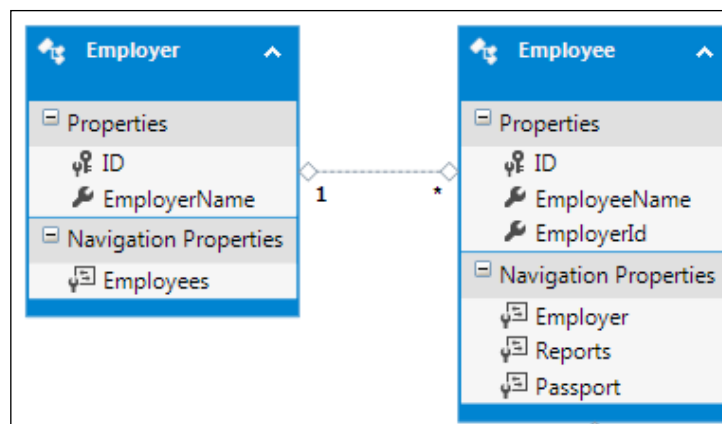 Employer
Properties
ID
EmployerName
Navigation Properties
Employees
1
*
Employee
Properties
ID
EmployeeName
EmployerId
Navigation Properties
Employer
Reports
Passport